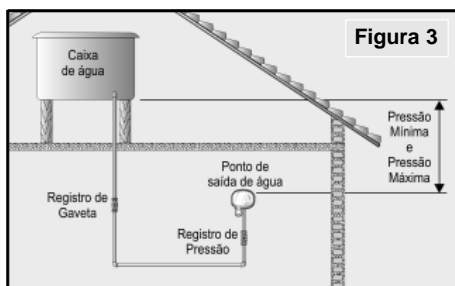 Figura 3
Caixa
de água
Pressão
Mínima
e
Pressão
Máxima
Ponto de
saída de água
Registro de
Gaveta
Registro de
Pressão